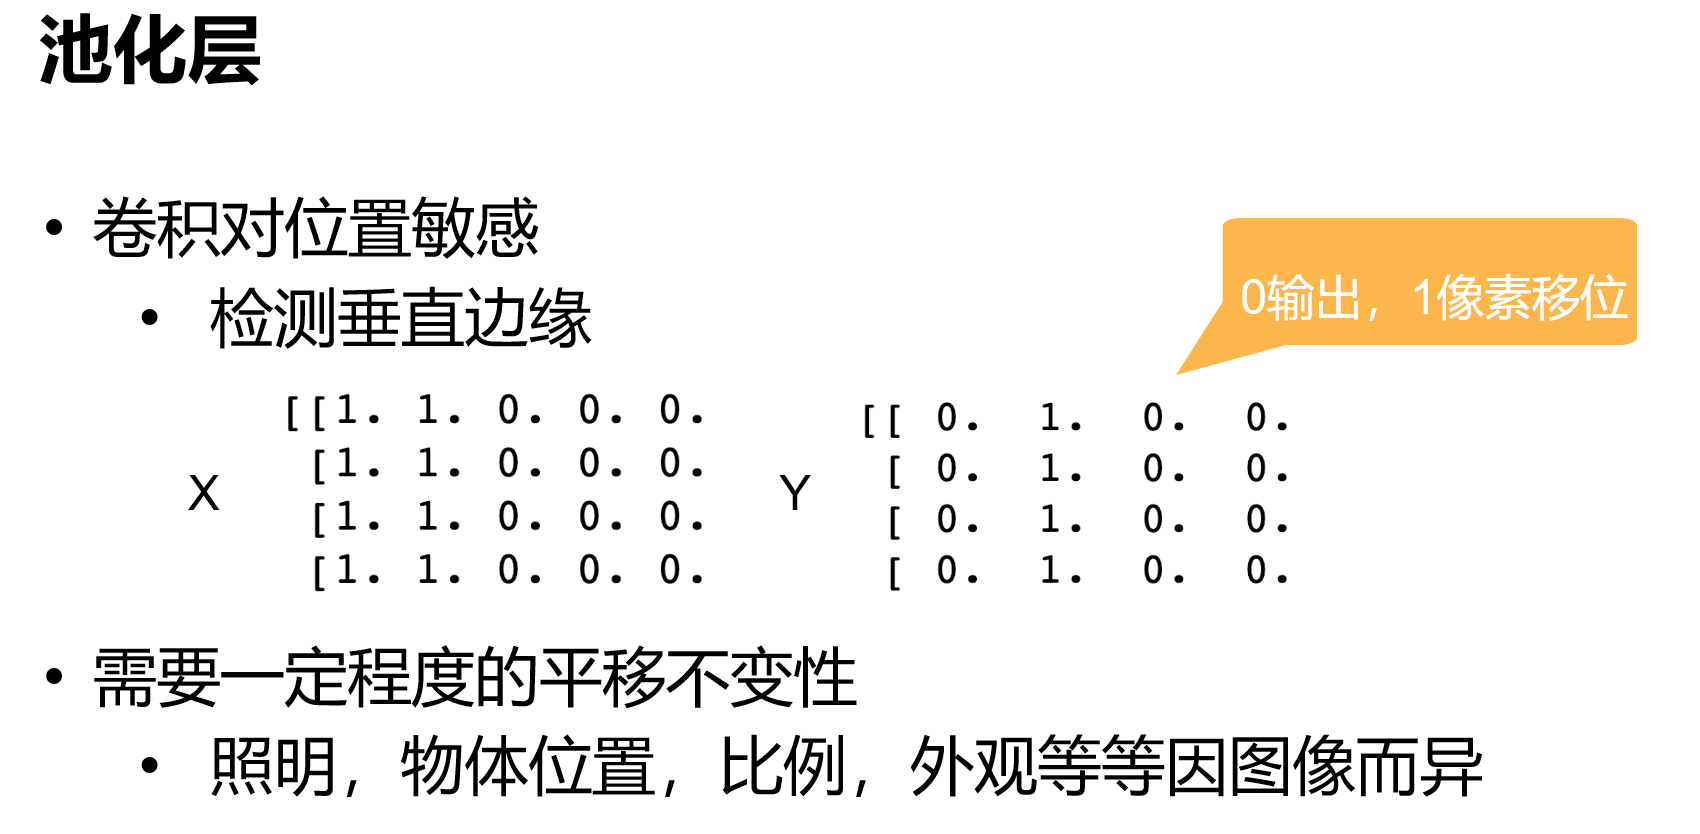 池化层
• 卷积对位置敏感
• 检测垂直边缘
0输出，1像素移位
X
[[1. 1. 0. 0. 0.
[1. 1. 0. 0. 0.
[1. 1. 0. 0. 0.
[1. 1. 0. 0. 0.
Y
[[ 0. 1. 0. 0.
[ 0. 1. 0. 0.
[ 0. 1. 0. 0.
[ 0. 1. 0. 0.
• 需要一定程度的平移不变性
• 照明，物体位置，比例，外观等等因图像而异